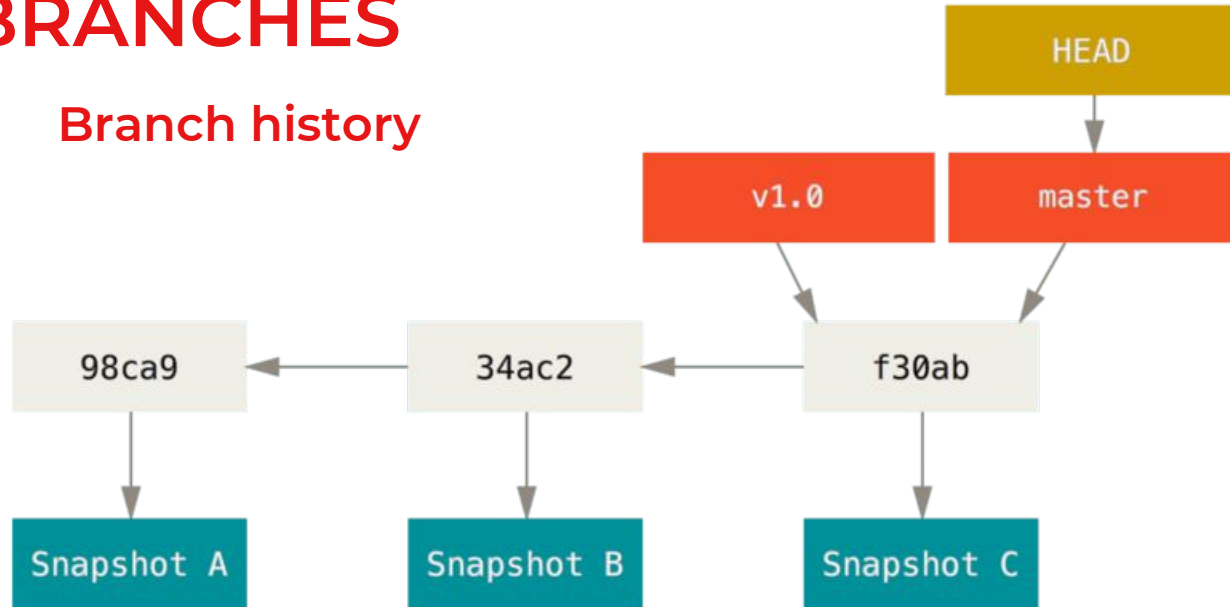 BRANCHES
Branch history
HEAD
v1.0 master
98ca9 34ac2 f30ab
Snapshot A Snapshot B Snapshot C